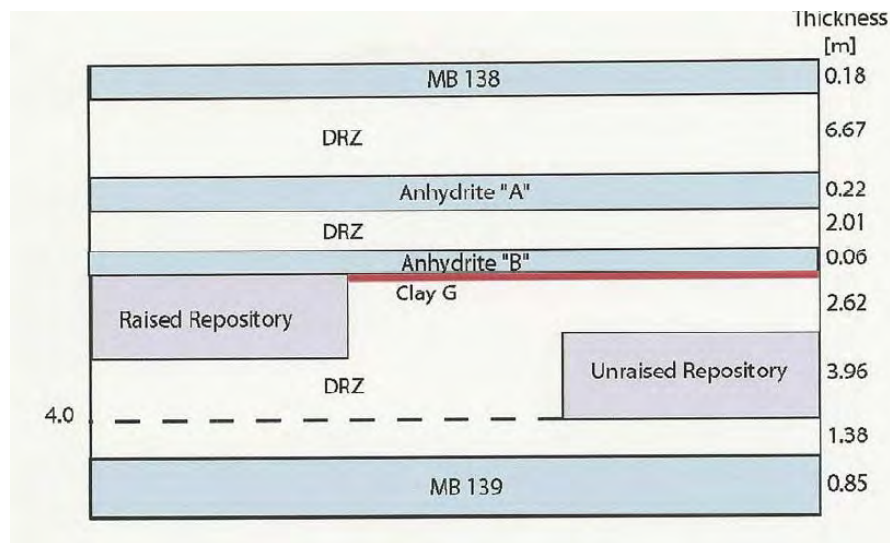 Thickness
[m]
MB 138
0.18
DRZ
6.67
Anhydrite "A"
0.22
DRZ
2.01
Anhydrite "B"
0.06
Clay G
2.62
Raised Repository
Unraised Repository
3.96
DRZ
4.0
1.38
MB 139
0.85